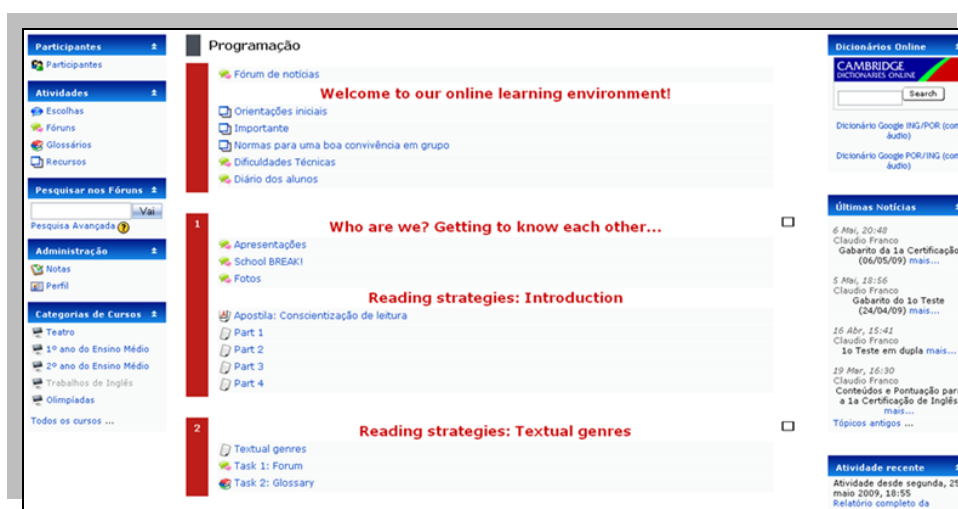 Participantes
Participantes
Atividades
Escolhas
Fóruns
Glossários
Recursos
Pesquisar nos Fóruns
Vai
Pesquisa Avançada
Administração
Notas
Perfil
Categorias de Cursos
Teatro
1º ano do Ensino Médio
2º ano do Ensino Médio
Trabalhos de Inglês
Olimpíadas
Todos os cursos ...
Programação
Fórum de notícias
Welcome to our online learning environment!
Orientações iniciais
Importante
Normas para uma boa convivência em grupo
Dificuldades Técnicas
Diário dos alunos
1
Who are we? Getting to know each other...
Apresentações
School BREAK!
Fotos
Reading strategies: Introduction
Apostila: Conscientização de leitura
Part 1
Part 2
Part 3
Part 4
2
Reading strategies: Textual genres
Textual genres
Task 1: Forum
Task 2: Glossary
Dicionários Online
CAMBRIDGE
DICTIONARIES ONLINE
Search
Dicionário Google ING/POR (com
áudio)
Dicionário Google POR/ING (com
áudio)
Últimas Notícias
6 Mai, 20:48
Claudio Franco
Gabarito da 1a Certificação
(06/05/09) mais...
5 Mai, 18:56
Claudio Franco
Gabarito do 1o Teste
(24/04/09) mais...
16 Abr, 15:41
Claudio Franco
1o Teste em dupla mais...
19 Mar, 16:30
Claudio Franco
Conteúdos e Pontuação para
a 1a Certificação de Inglês
mais...
Tópicos antigos ...
Atividade recente
Atividade desde segunda, 25
maio 2009, 18:55
Relatório completo da